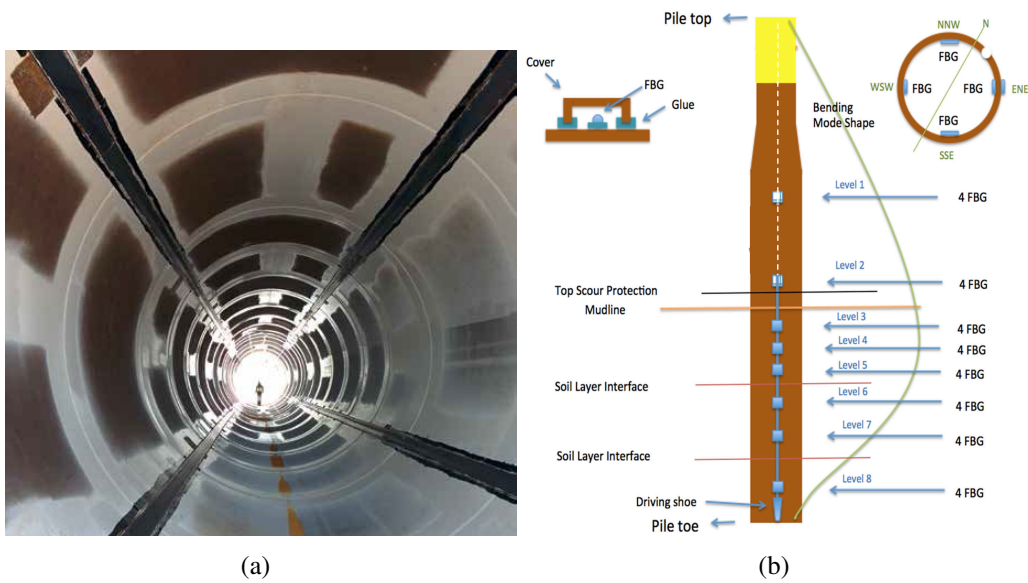 (b)
Pile top
NNW
N
Cover
FBG
FBG
Glue
WSW
FBG
FBG
ENE
FBG
SSE
Bending
Mode Shape
Level 1
4 FBG
Level 2
4 FBG
Top Scour Protection
Mudline
Level 3
4 FBG
Level 4
4 FBG
Level 5
4 FBG
Soil Layer Interface
Level 6
4 FBG
Level 7
4 FBG
Soil Layer Interface
Level 8
4 FBG
Driving shoe
Pile toe
(a)
(b)